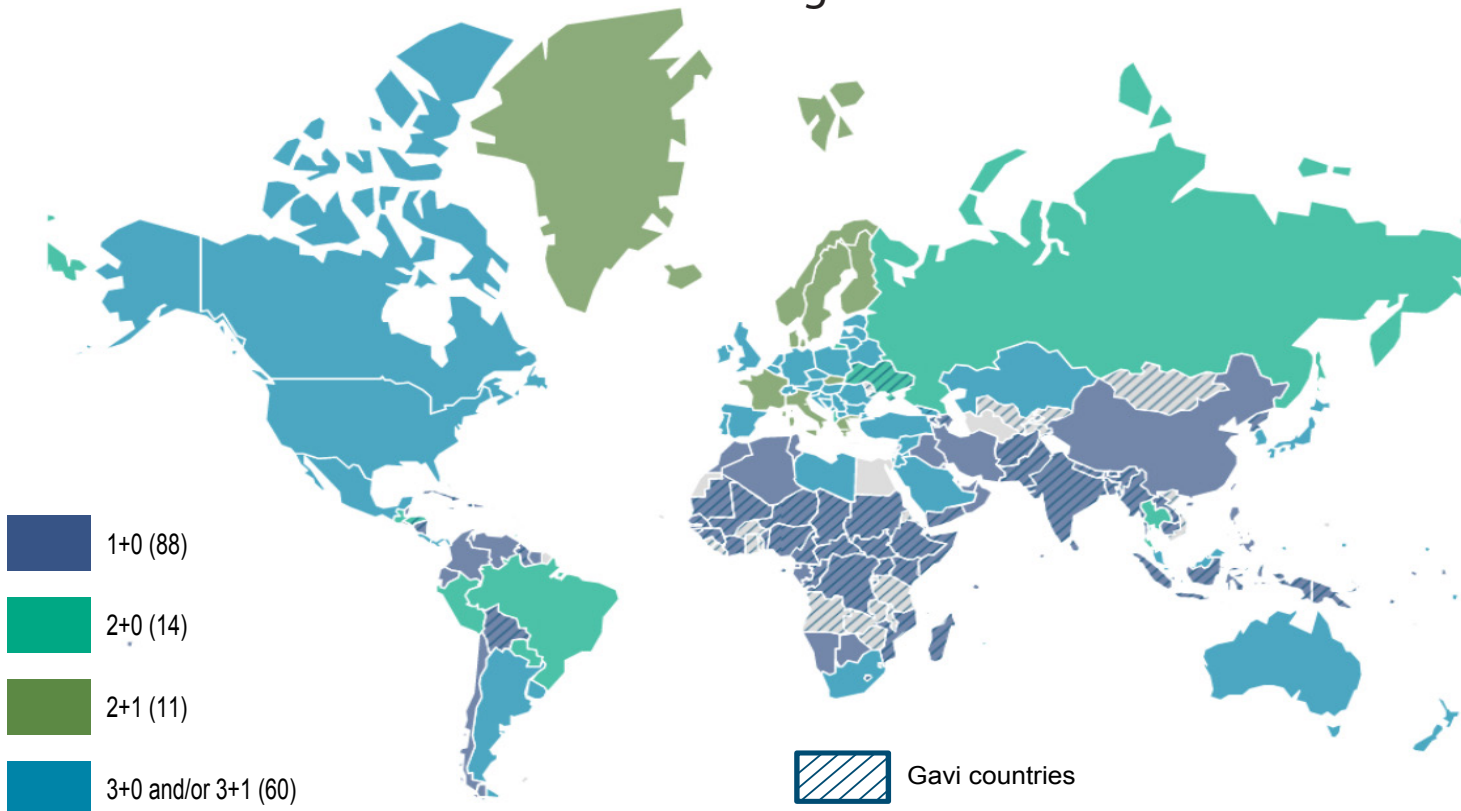 1+0 (88)
2+0 (14)
2+1 (11)
3+0 and/or 3+1 (60)
Gavi countries